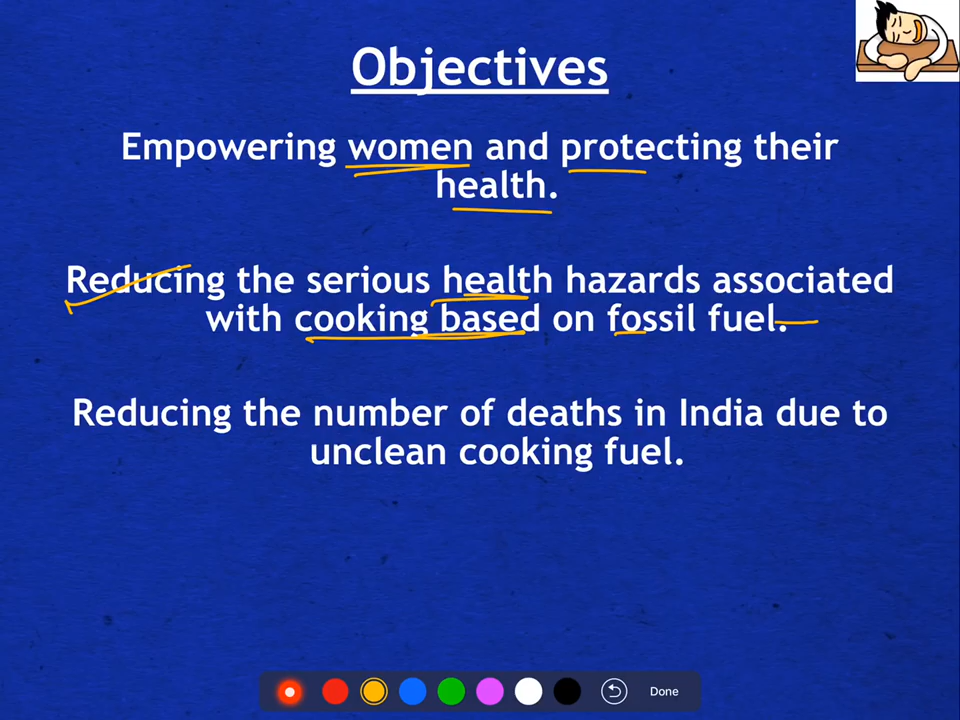 Objectives
Empowering women and protecting their
health.
Reducing the serious health hazards associated
with cooking based on fossil fuel.
Reducing the number of deaths in India due to
unclean cooking fuel.
Done